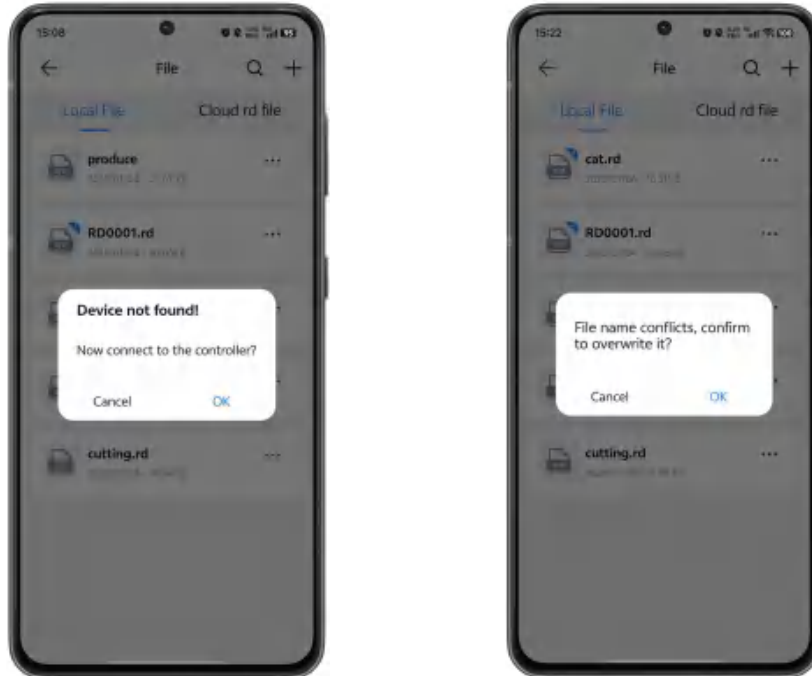 15:08
File
Local File
Cloud rd file
produce
RD0001.rd
Device not found!
Now connect to the controller?
Cancel
OK
cutting.rd
15:22
File
Local File
Cloud rd file
cat.rd
RD0001.rd
File name conflicts, confirm
to overwrite it?
Cancel
OK
cutting.rd